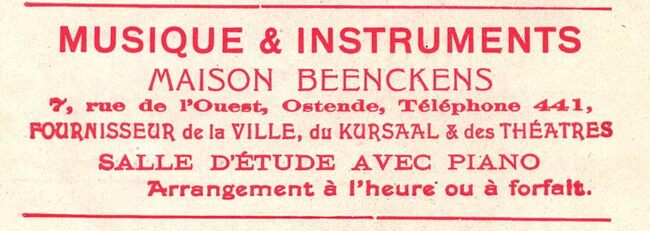 MUSIQUE & INSTRUMENTS
MAISON BEENCKENS
7, rue de l'Ouest, Ostende, Téléphone 441,
FOURNISSEUR de la VILLE, du KURSAAL & des THÉATRES
SALLE D'ÉTUDE AVEC PIANO
Arrangement à l'heure ou à forfait.